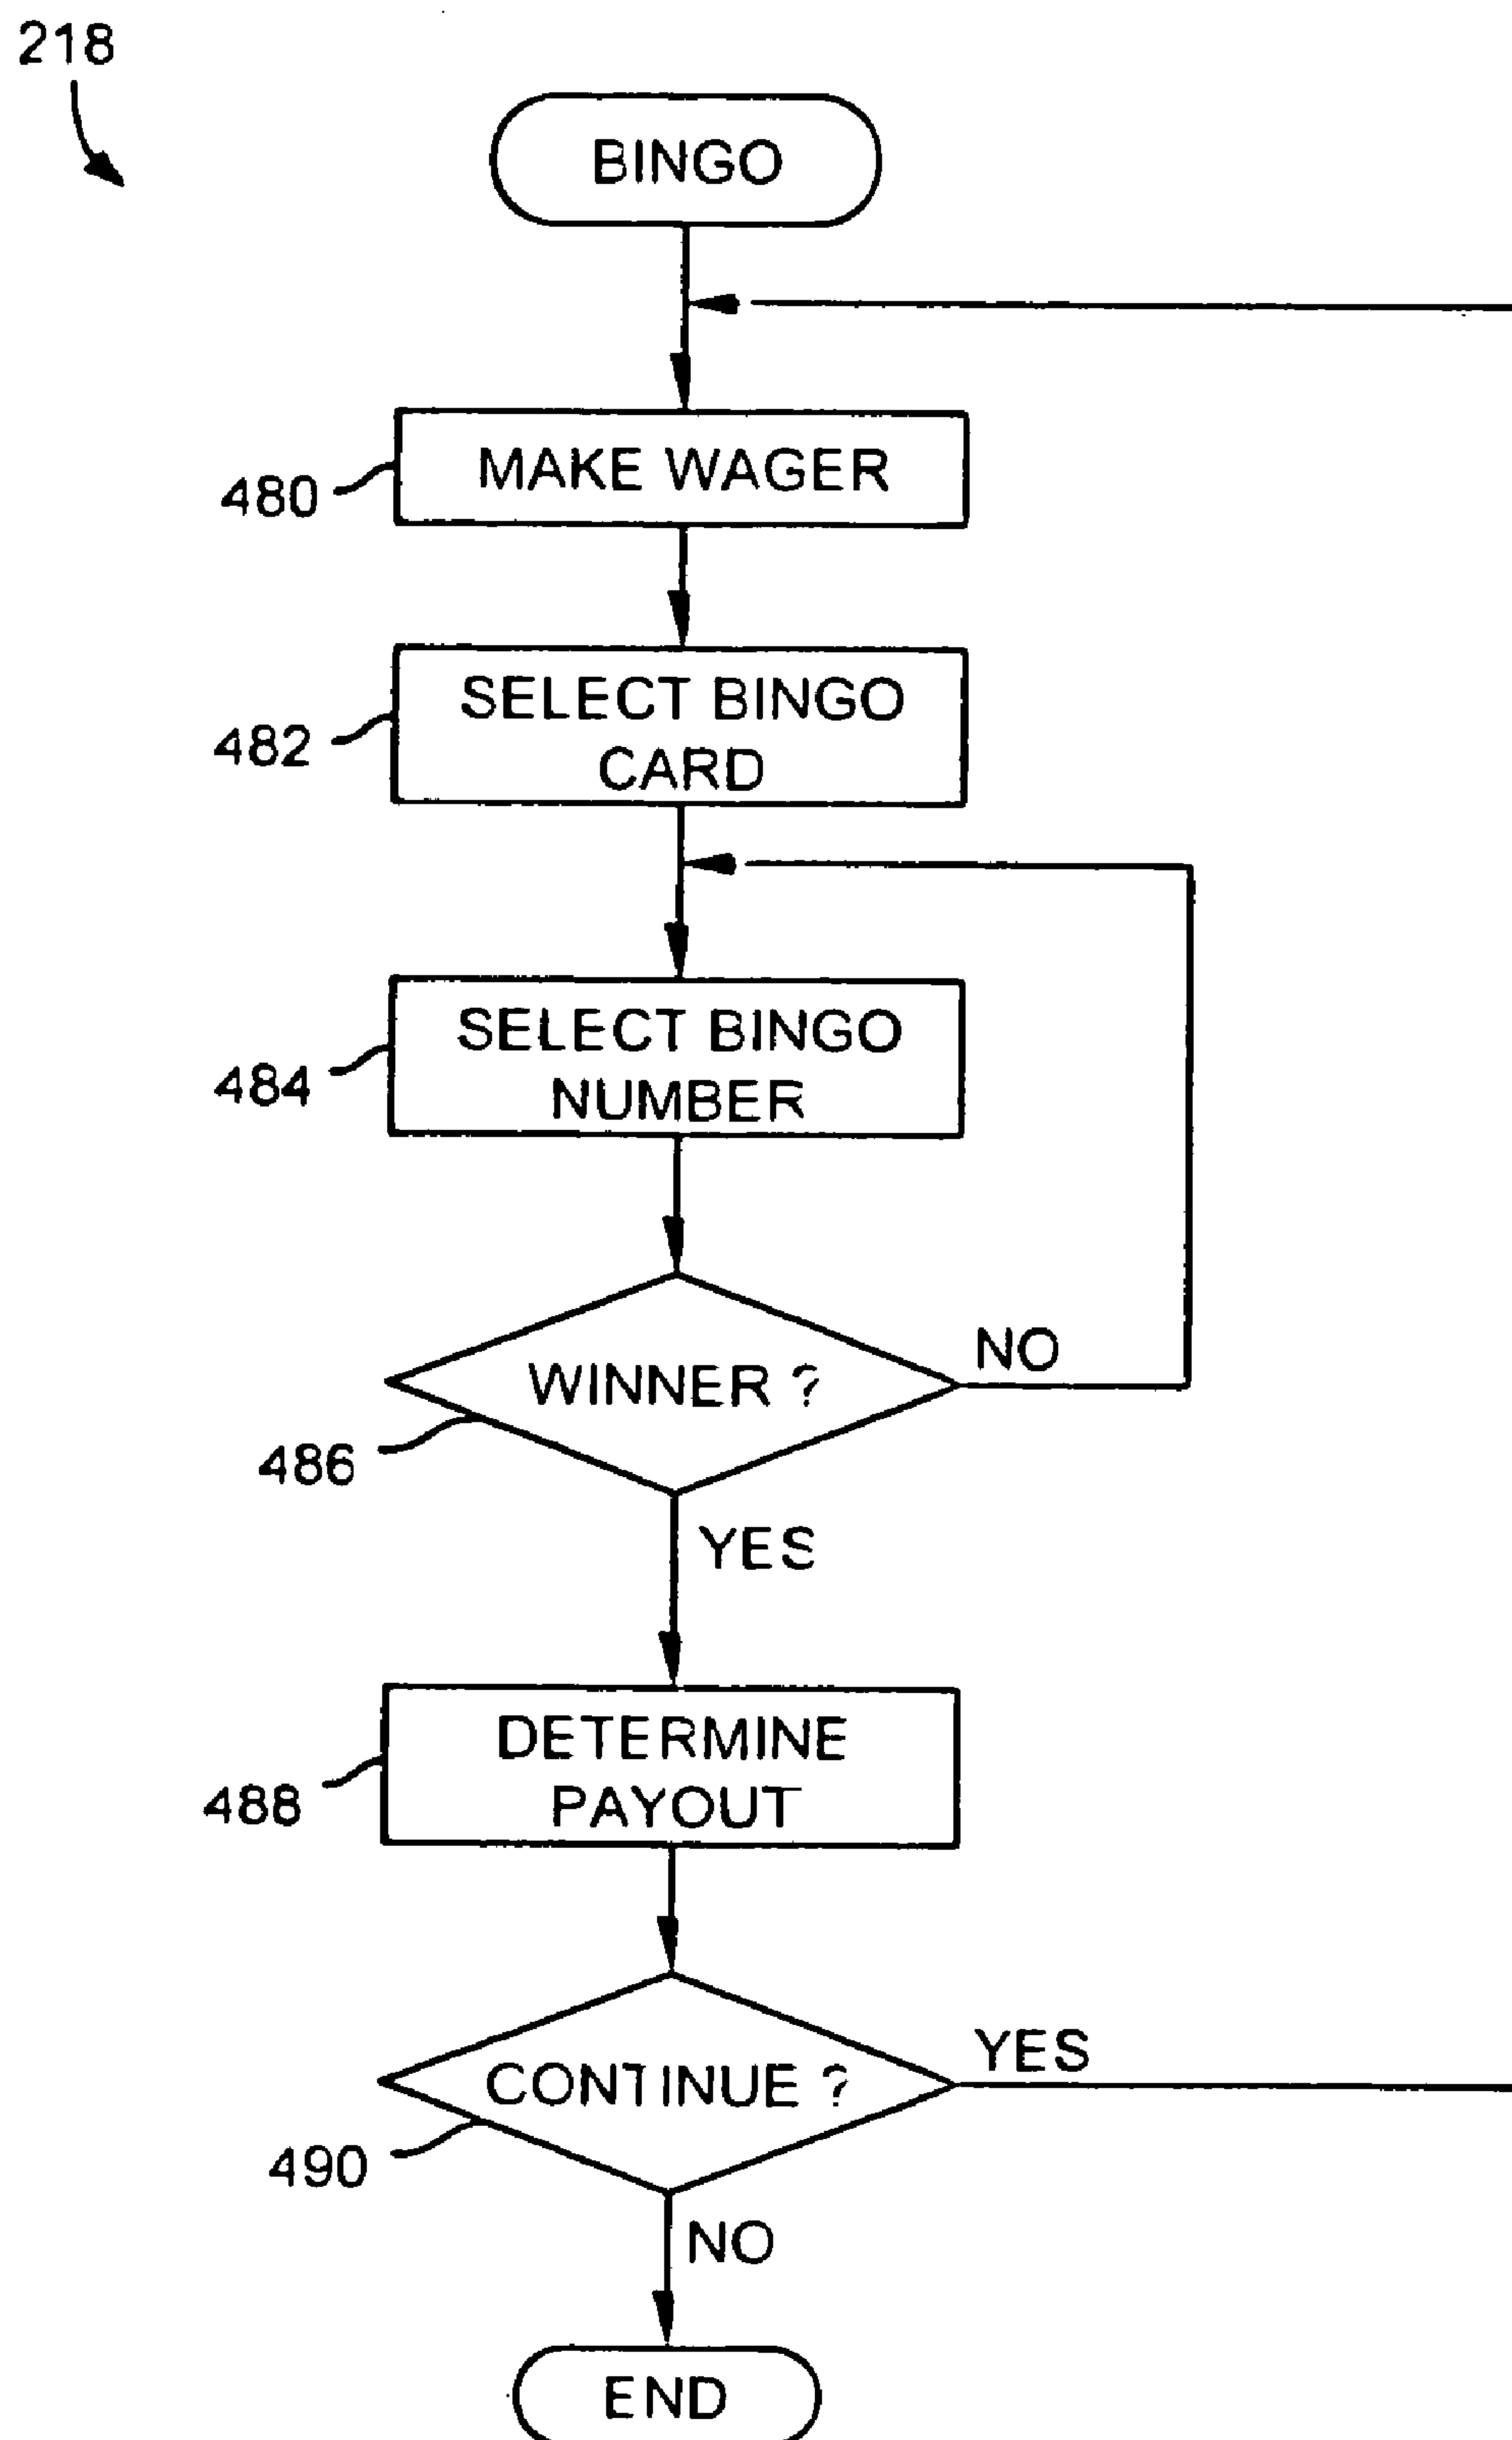 218
BINGO
MAKE WAGER
480
SELECT BINGO
CARD
482
SELECT BINGO
NUMBER
484
NO
WINNER ?
486
YES
DETERMINE
PAYOUT
488
YES
CONTINUE ?
490
NO
END